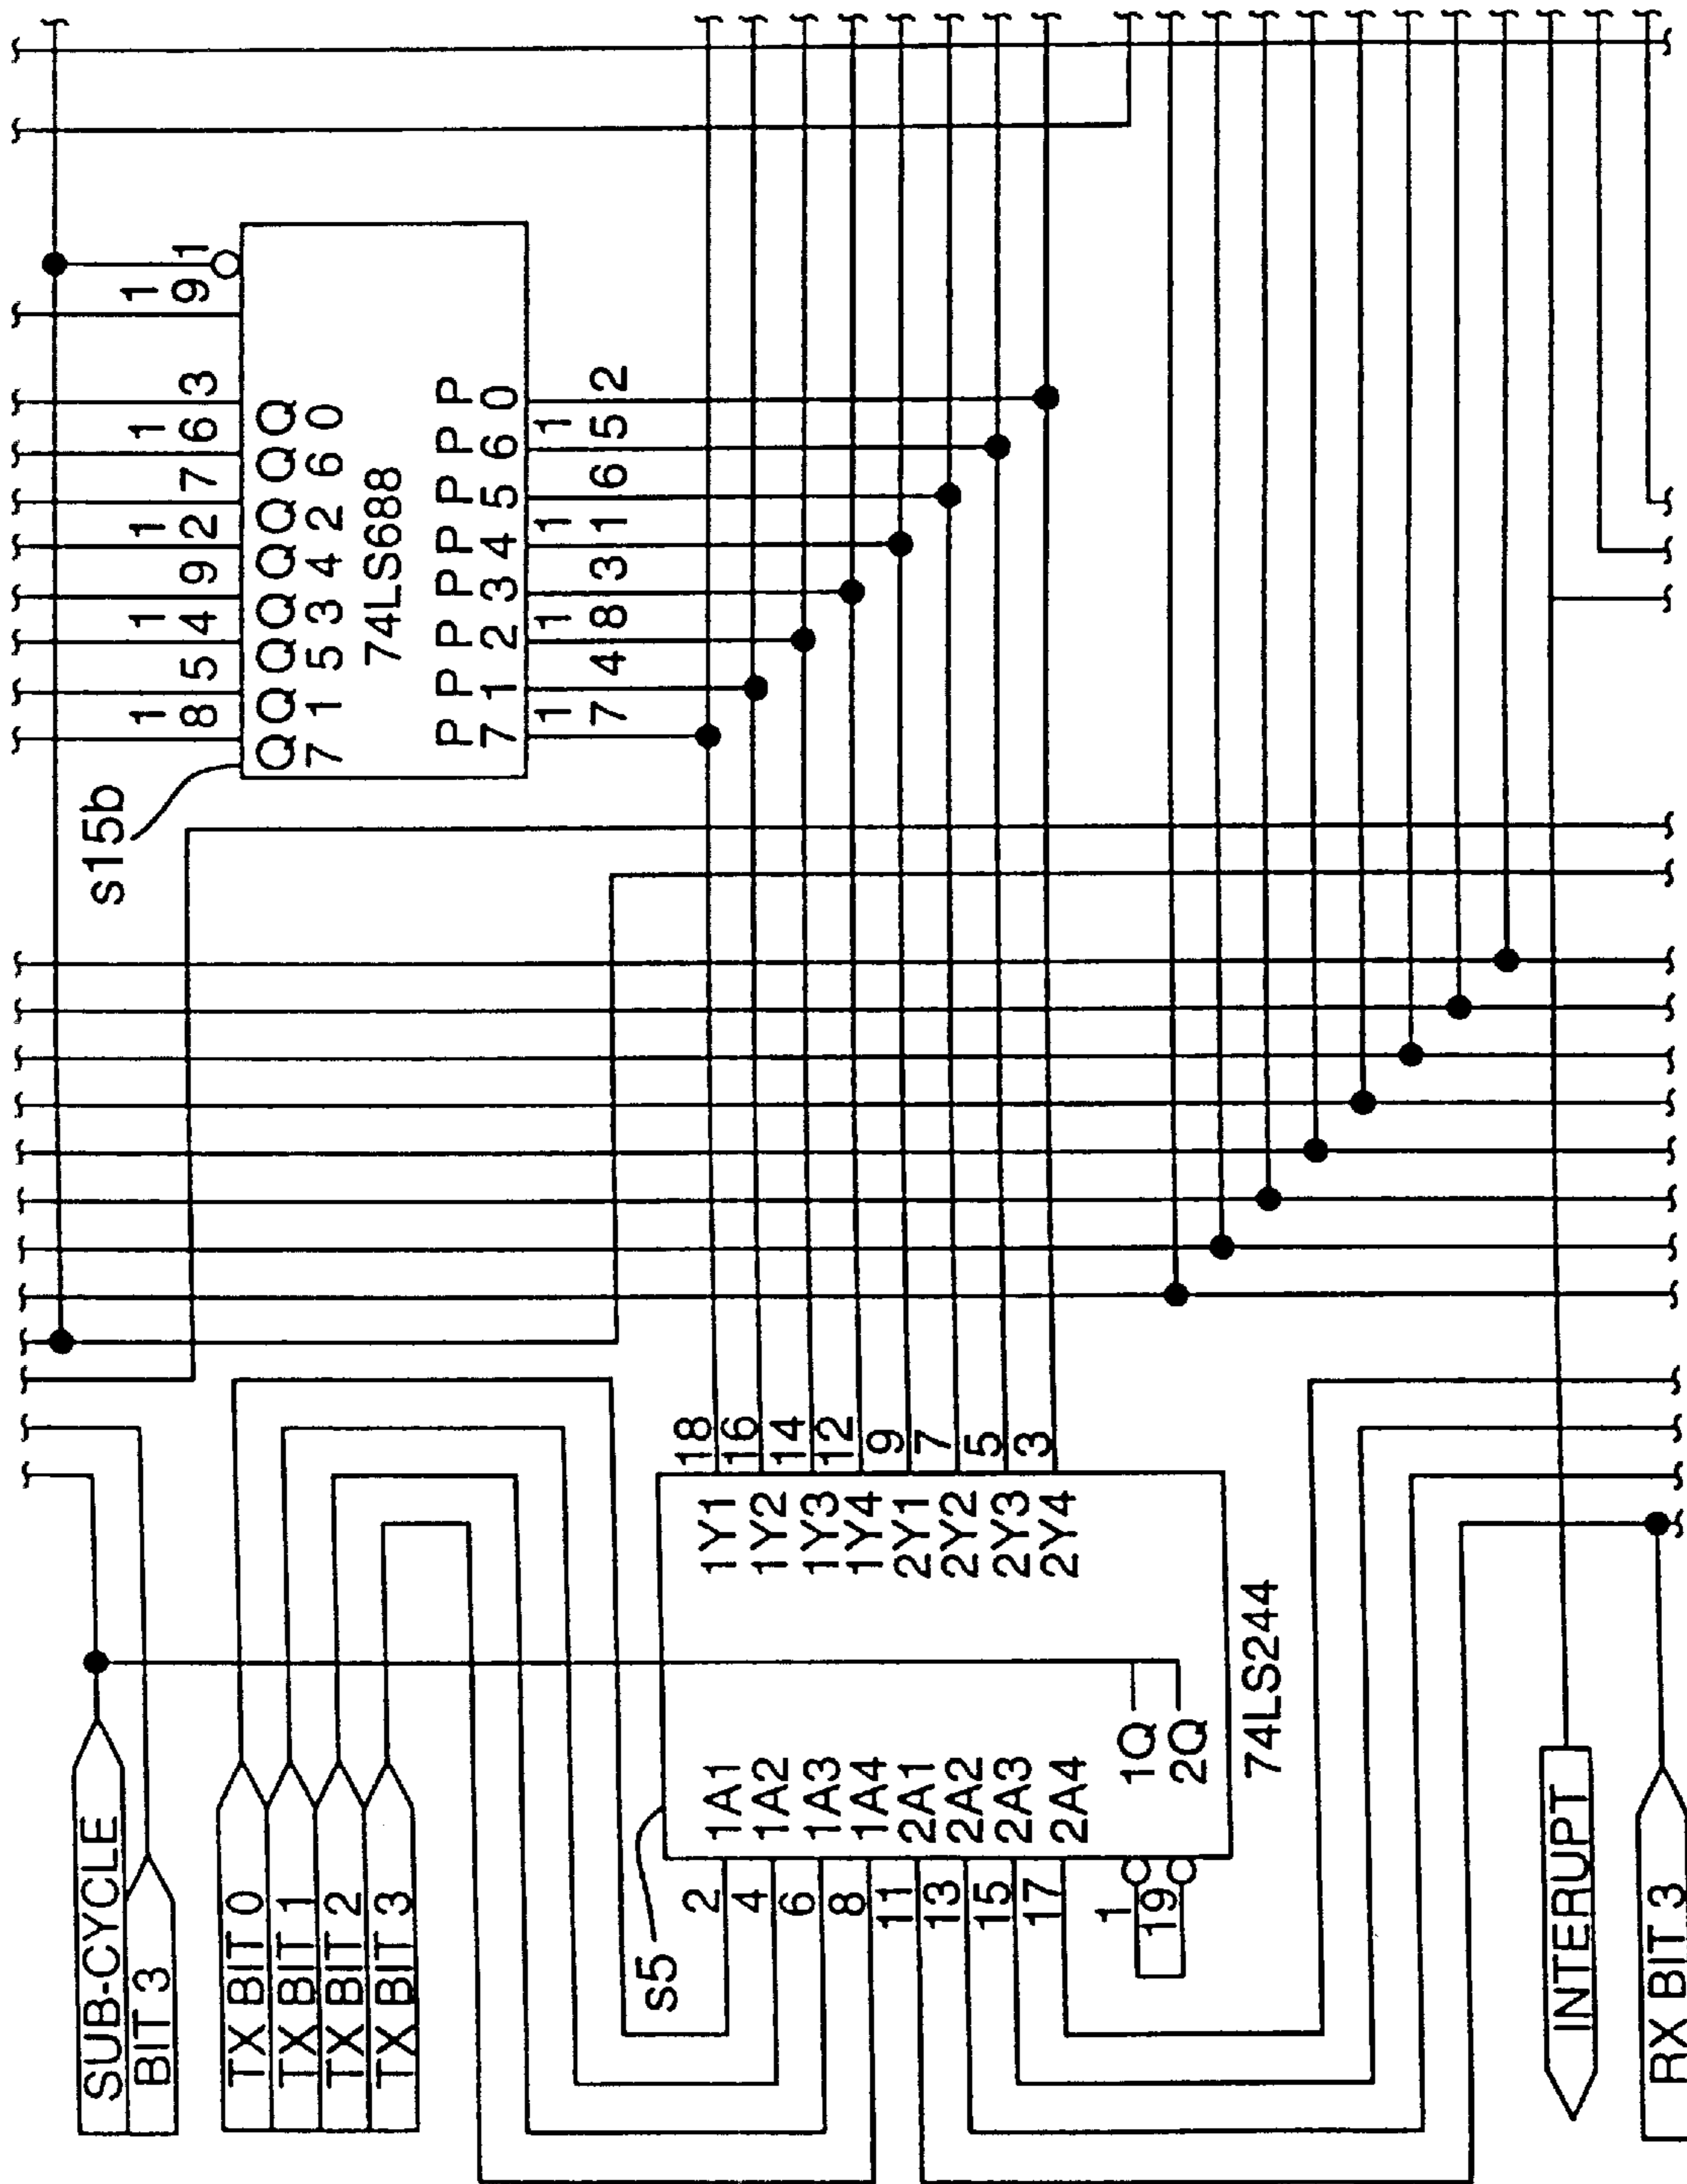 SUB-CYCLE
BIT 3
TX BIT 0
TX BIT 1
TX BIT 2
TX BIT 3
s15b
18 5 14 9 12 7 16 3 19 1
Q7 Q1 Q5 Q3 Q4 Q2 Q6 Q0
74LS688
P7 P1 P2 P3 P4 P5 P6 P0
17 4 18 3 11 6 15 2
s5
2 1A1 1Y1 18
4 1A2 1Y2 16
6 1A3 1Y3 14
8 1A4 1Y4 12
11 2A1 2Y1 9
13 2A2 2Y2 7
15 2A3 2Y3 5
17 2A4 2Y4 3
1 1Q
19 2Q
74LS244
INTERRUPT
RX BIT 3